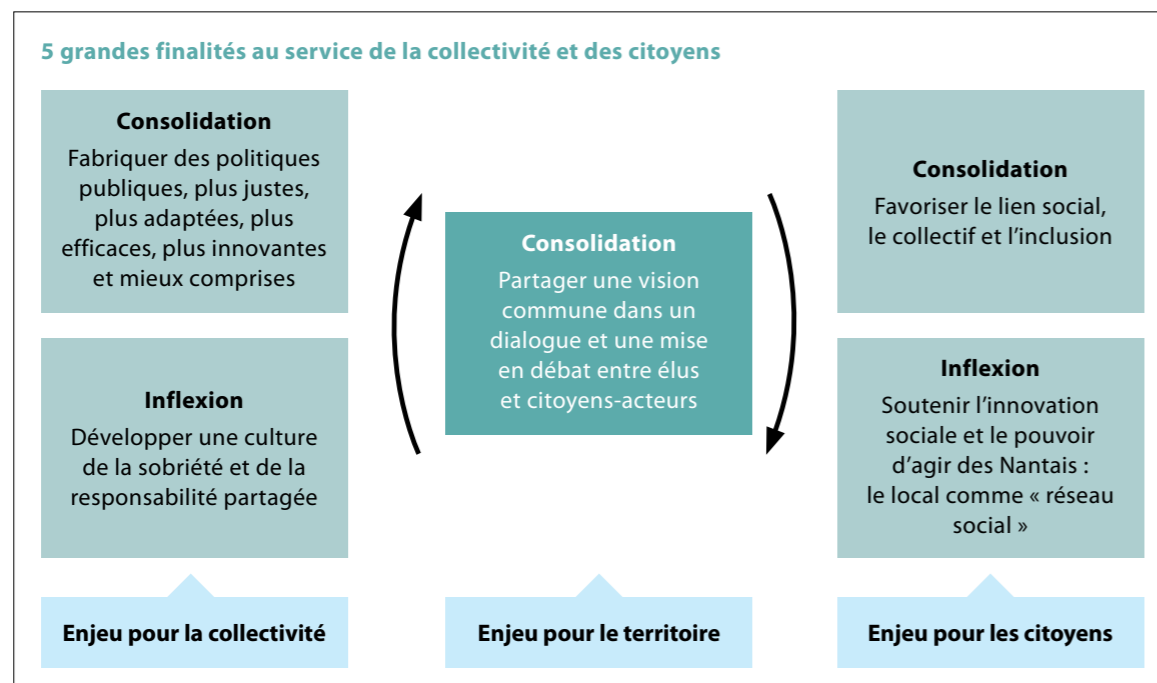 5 grandes finalités au service de la collectivité et des citoyens
Consolidation
Fabriquer des politiques
publiques, plus justes,
plus adaptées, plus
efficaces, plus innovantes
et mieux comprises
Inflexion
Développer une culture
de la sobriété et de la
responsabilité partagée
Enjeu pour la collectivité
Consolidation
Partager une vision
commune dans un
dialogue et une mise
en débat entre élus
et citoyens-acteurs
Enjeu pour le territoire
Consolidation
Favoriser le lien social,
le collectif et l’inclusion
Inflexion
Soutenir l’innovation
sociale et le pouvoir
d’agir des Nantais :
le local comme « réseau
social »
Enjeu pour les citoyens